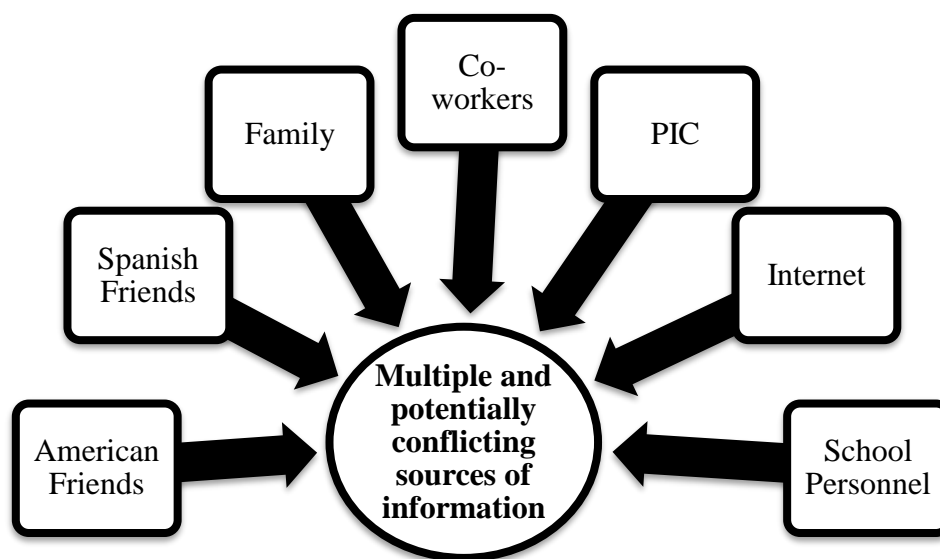 Co-
workers
Family
PIC
Spanish
Friends
Internet
American
Friends
Multiple and
potentially
conflicting
sources of
information
School
Personnel